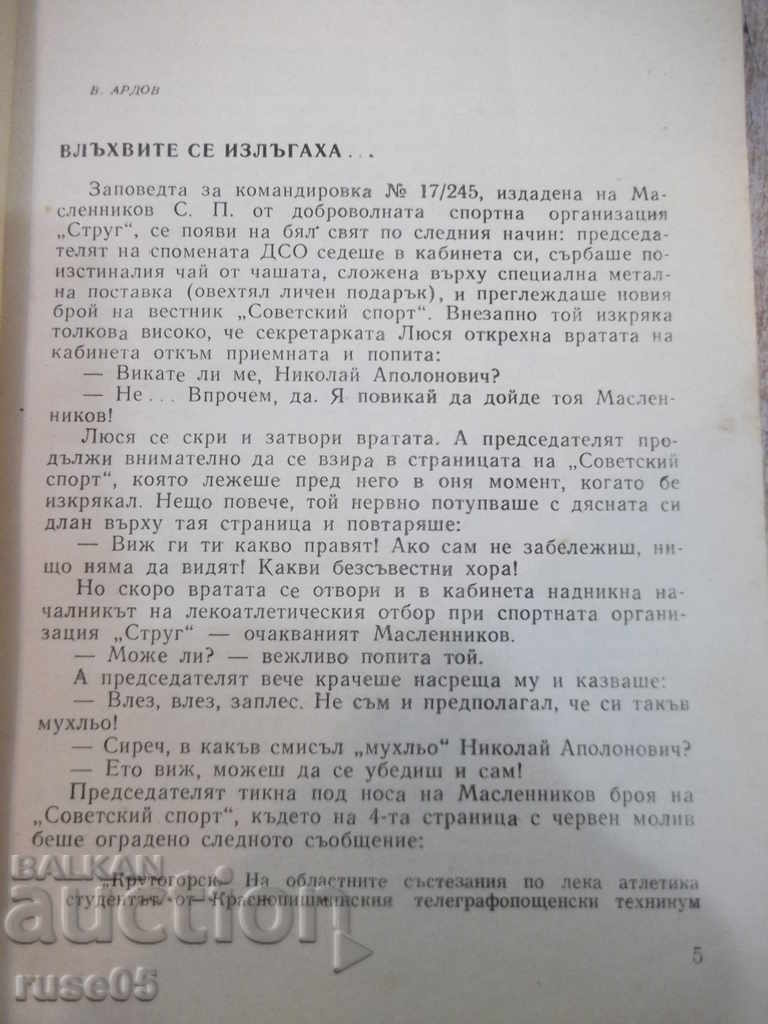 В. АРДОВ
ВЛЪХВИТЕ СЕ ИЗЛЪГАХА...
Заповедта за командировка № 17/245, издадена на Ма-
сленников С. П. от доброволната спортна организация
„Струг“, се появи на бял свят по следния начин: председа-
телят на спомената ДСО седеше в кабинета си, сърбаше по-
изстиналия чай от чашата, сложена върху специална метал-
на поставка (овехтял личен подарък), и преглеждаше новия
брой на вестник „Советский спорт“. Внезапно той изкряка
толкова високо, че секретарката Люся открехна вратата на
кабинета откъм приемната и попита:
— Викате ли ме, Николай Аполонович?
— Не... Впрочем, да. Я повикай да дойде тоя Маслен-
ников!
Люся се скри и затвори вратата. А председателят про-
дължи внимателно да се взира в страницата на „Советский
спорт“, която лежеше пред него в оня момент, когато бе
изкрякал. Нещо повече, той нервно потупваше с дясната си
длан върху тая страница и повтаряше:
— Виж ги ти какво правят! Ако сам не забележиш, ни-
що няма да видят! Какви безсъвестни хора!
Но скоро вратата се отвори и в кабинета надникна на-
чалникът на лекоатлетическия отбор при спортната органи-
зация „Струг“ — очакваният Масленников.
— Може ли? — вежливо попита той.
А председателят вече крачеше насреща му и казваше:
— Влез, влез, заплес. Не съм и предполагал, че си такъв
мухльо!
— Сиреч, в какъв смисъл „мухльо“ Николай Аполонович?
— Ето виж, можеш да се убедиш и сам!
Председателят тикна под носа на Масленников броя на
„Советский спорт“, където на 4-та страница с червен молив
беше оградено следното съобщение:
„Крутогорск. На областните състезания по лека атлетика
студентът от Краснопишмийския телеграфопощенски техникум
5
BALKAN
auction
ruse05